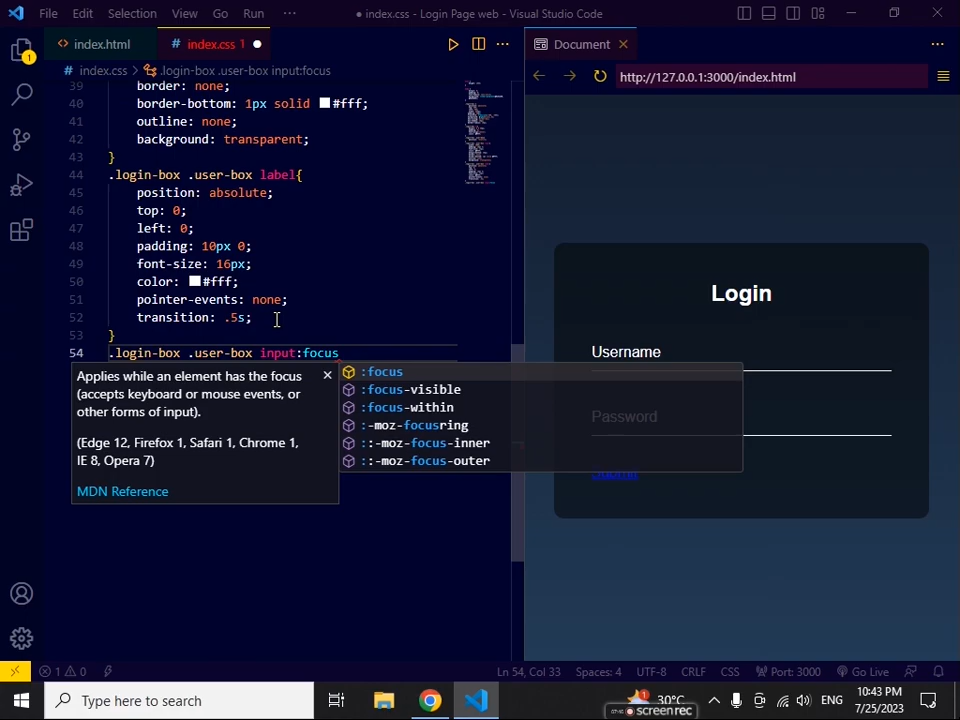 File Edit Selection View Go Run ··· ● index.css - Login Page web - Visual Studio Code
<> index.html
# index.css 1 ●
Document ×
# index.css > .login-box .user-box input:focus
http://127.0.0.1:3000/index.html
39 border: none;
40 border-bottom: 1px solid #fff;
41 outline: none;
42 background: transparent;
43 }
44 .login-box .user-box label{
45 position: absolute;
46 top: 0;
47 left: 0;
48 padding: 10px 0;
49 font-size: 16px;
50 color: #fff;
51 pointer-events: none;
52 transition: .5s;
53 }
54 .login-box .user-box input:focus
Applies while an element has the focus
(accepts keyboard or mouse events, or
other forms of input).
(Edge 12, Firefox 1, Safari 1, Chrome 1,
IE 8, Opera 7)
MDN Reference
:focus
:focus-visible
:focus-within
:-moz-focusring
::-moz-focus-inner
::-moz-focus-outer
Login
Username
Password
1
1 0
Ln 54, Col 33 Spaces: 4 UTF-8 CRLF CSS Port: 3000 Go Live
Type here to search
1
30°C
ENG
10:43 PM
7/25/2023
screenrec